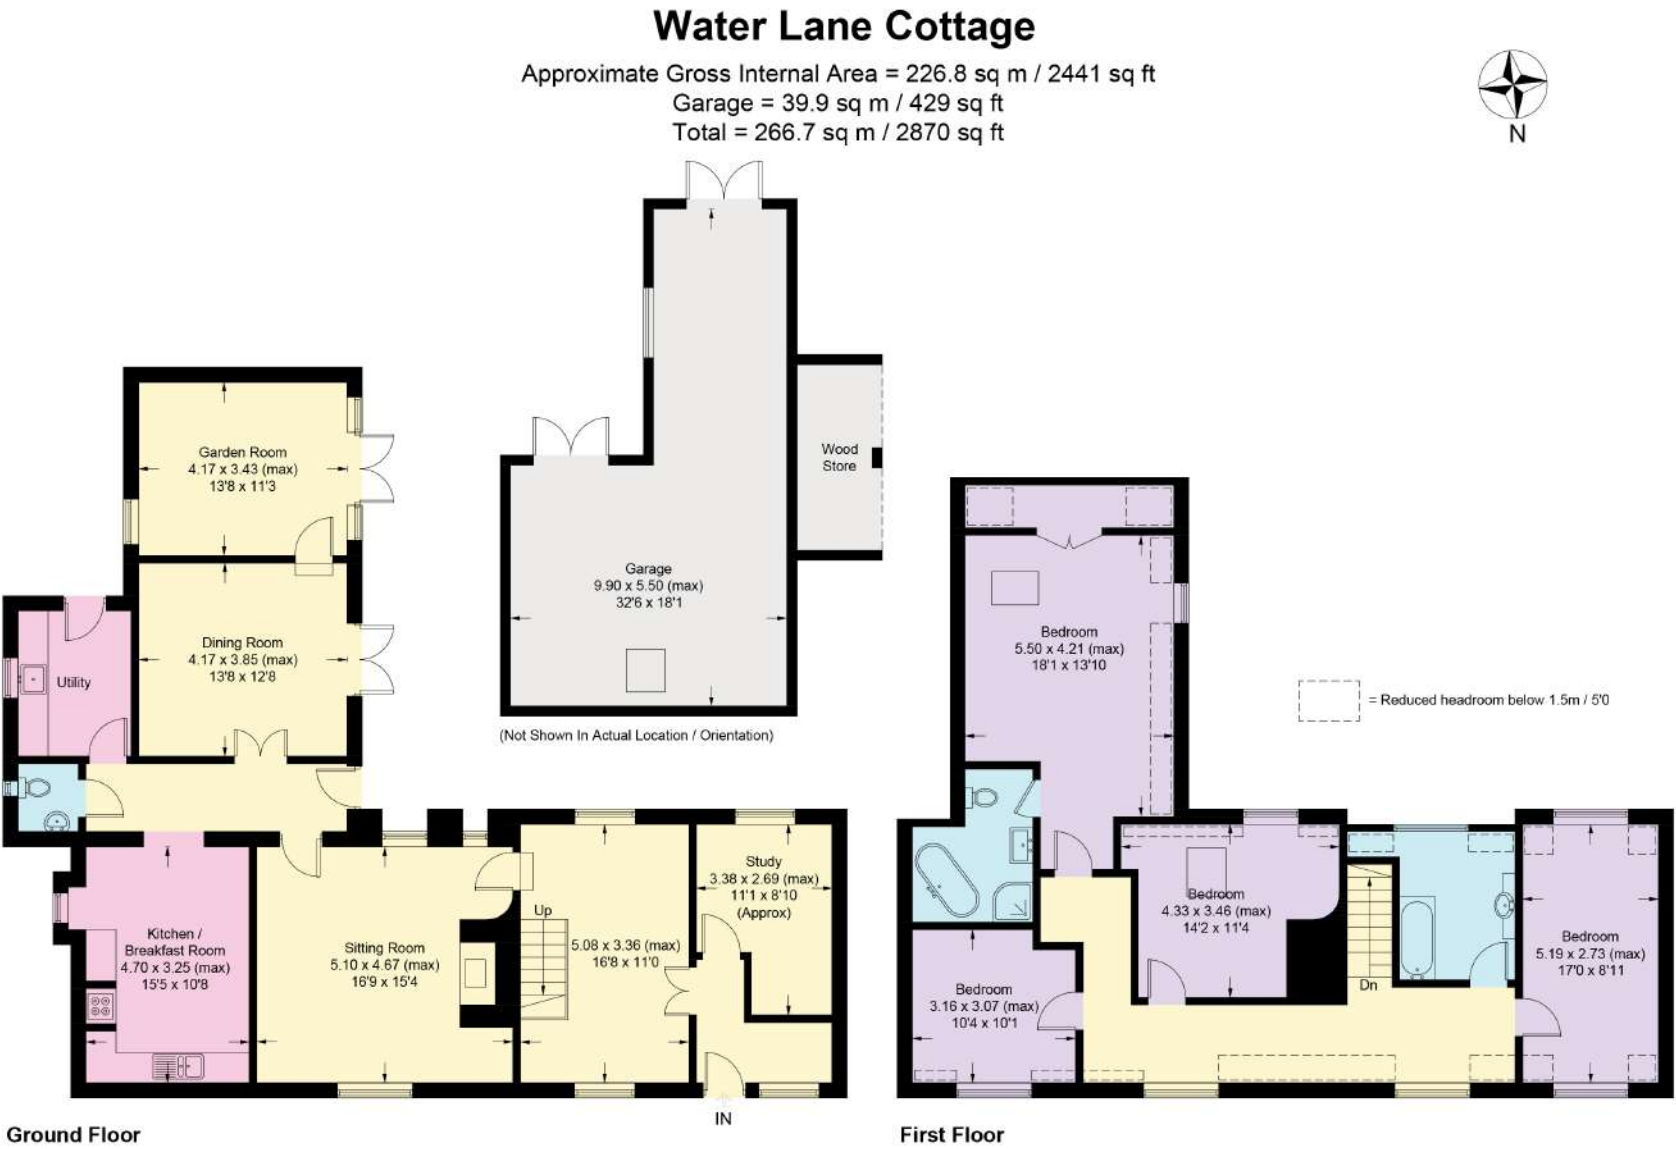 Water Lane Cottage
Approximate Gross Internal Area = 226.8 sq m / 2441 sq ft
Garage = 39.9 sq m / 429 sq ft
Total = 266.7 sq m / 2870 sq ft
N
Garden Room
4.17 x 3.43 (max)
13'8 x 11'3
Dining Room
4.17 x 3.85 (max)
13'8 x 12'8
Utility
Kitchen /
Breakfast Room
4.70 x 3.25 (max)
15'5 x 10'8
Sitting Room
5.10 x 4.67 (max)
16'9 x 15'4
Up
5.08 x 3.36 (max)
16'8 x 11'0
Study
3.38 x 2.69 (max)
11'1 x 8'10
(Approx)
IN
Ground Floor
Garage
9.90 x 5.50 (max)
32'6 x 18'1
Wood
Store
(Not Shown In Actual Location / Orientation)
Bedroom
5.50 x 4.21 (max)
18'1 x 13'10
= Reduced headroom below 1.5m / 5'0
Bedroom
4.33 x 3.46 (max)
14'2 x 11'4
Dn
Bedroom
5.19 x 2.73 (max)
17'0 x 8'11
Bedroom
3.16 x 3.07 (max)
10'4 x 10'1
First Floor